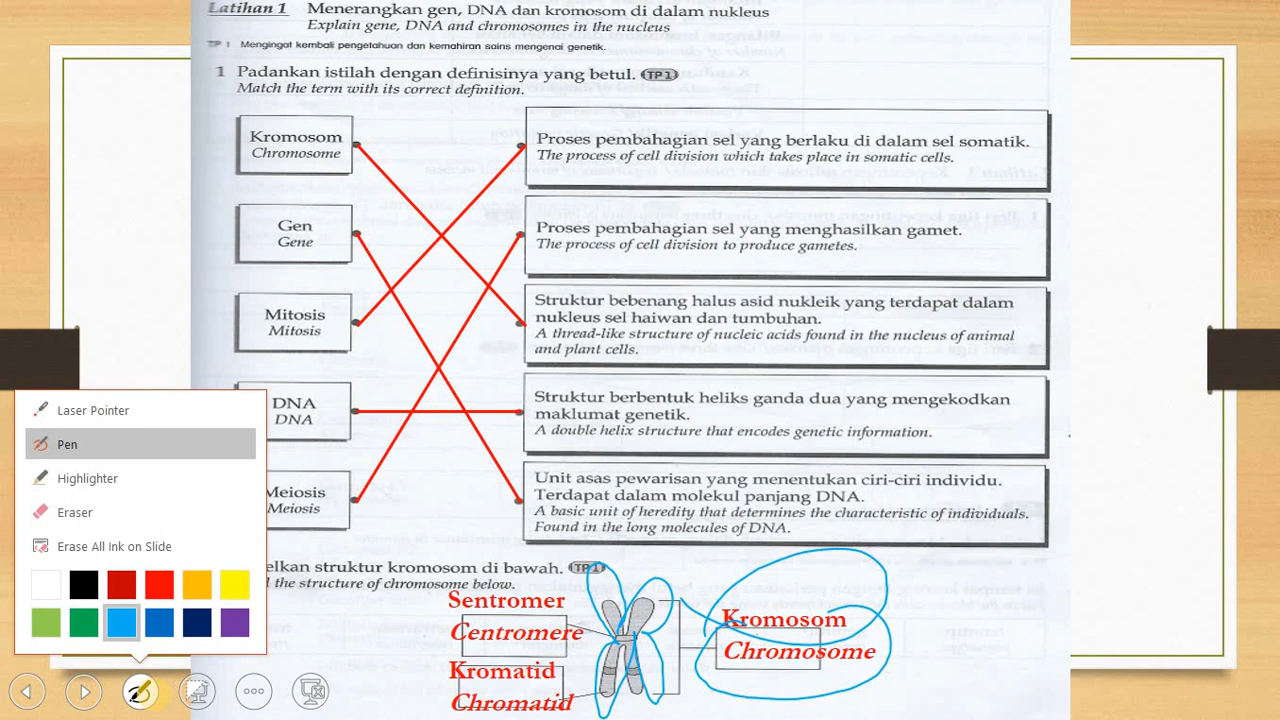 Latihan 1 Menerangkan gen, DNA dan kromosom di dalam nukleus
Explain gene, DNA and chromosomes in the nucleus
TP 1 Mengingat kembali pengetahuan dan kemahiran sains mengenai genetik.
1 Padankan istilah dengan definisinya yang betul. TP1
Match the term with its correct definition.
Kromosom
Chromosome
Proses pembahagian sel yang berlaku di dalam sel somatik.
The process of cell division which takes place in somatic cells.
Gen
Gene
Proses pembahagian sel yang menghasilkan gamet.
The process of cell division to produce gametes.
Mitosis
Mitosis
Struktur bebenang halus asid nukleik yang terdapat dalam
nukleus sel haiwan dan tumbuhan.
A thread-like structure of nucleic acids found in the nucleus of animal
and plant cells.
DNA
DNA
Struktur berbentuk heliks ganda dua yang mengekodkan
maklumat genetik.
A double helix structure that encodes genetic information.
Meiosis
Meiosis
Unit asas pewarisan yang menentukan ciri-ciri individu.
Terdapat dalam molekul panjang DNA.
A basic unit of heredity that determines the characteristic of individuals.
Found in the long molecules of DNA.
elkan struktur kromosom di bawah. TP1
the structure of chromosome below.
Sentromer
Centromere
Kromatid
Chromatid
Kromosom
Chromosome
Laser Pointer
Pen
Highlighter
Eraser
Erase All Ink on Slide